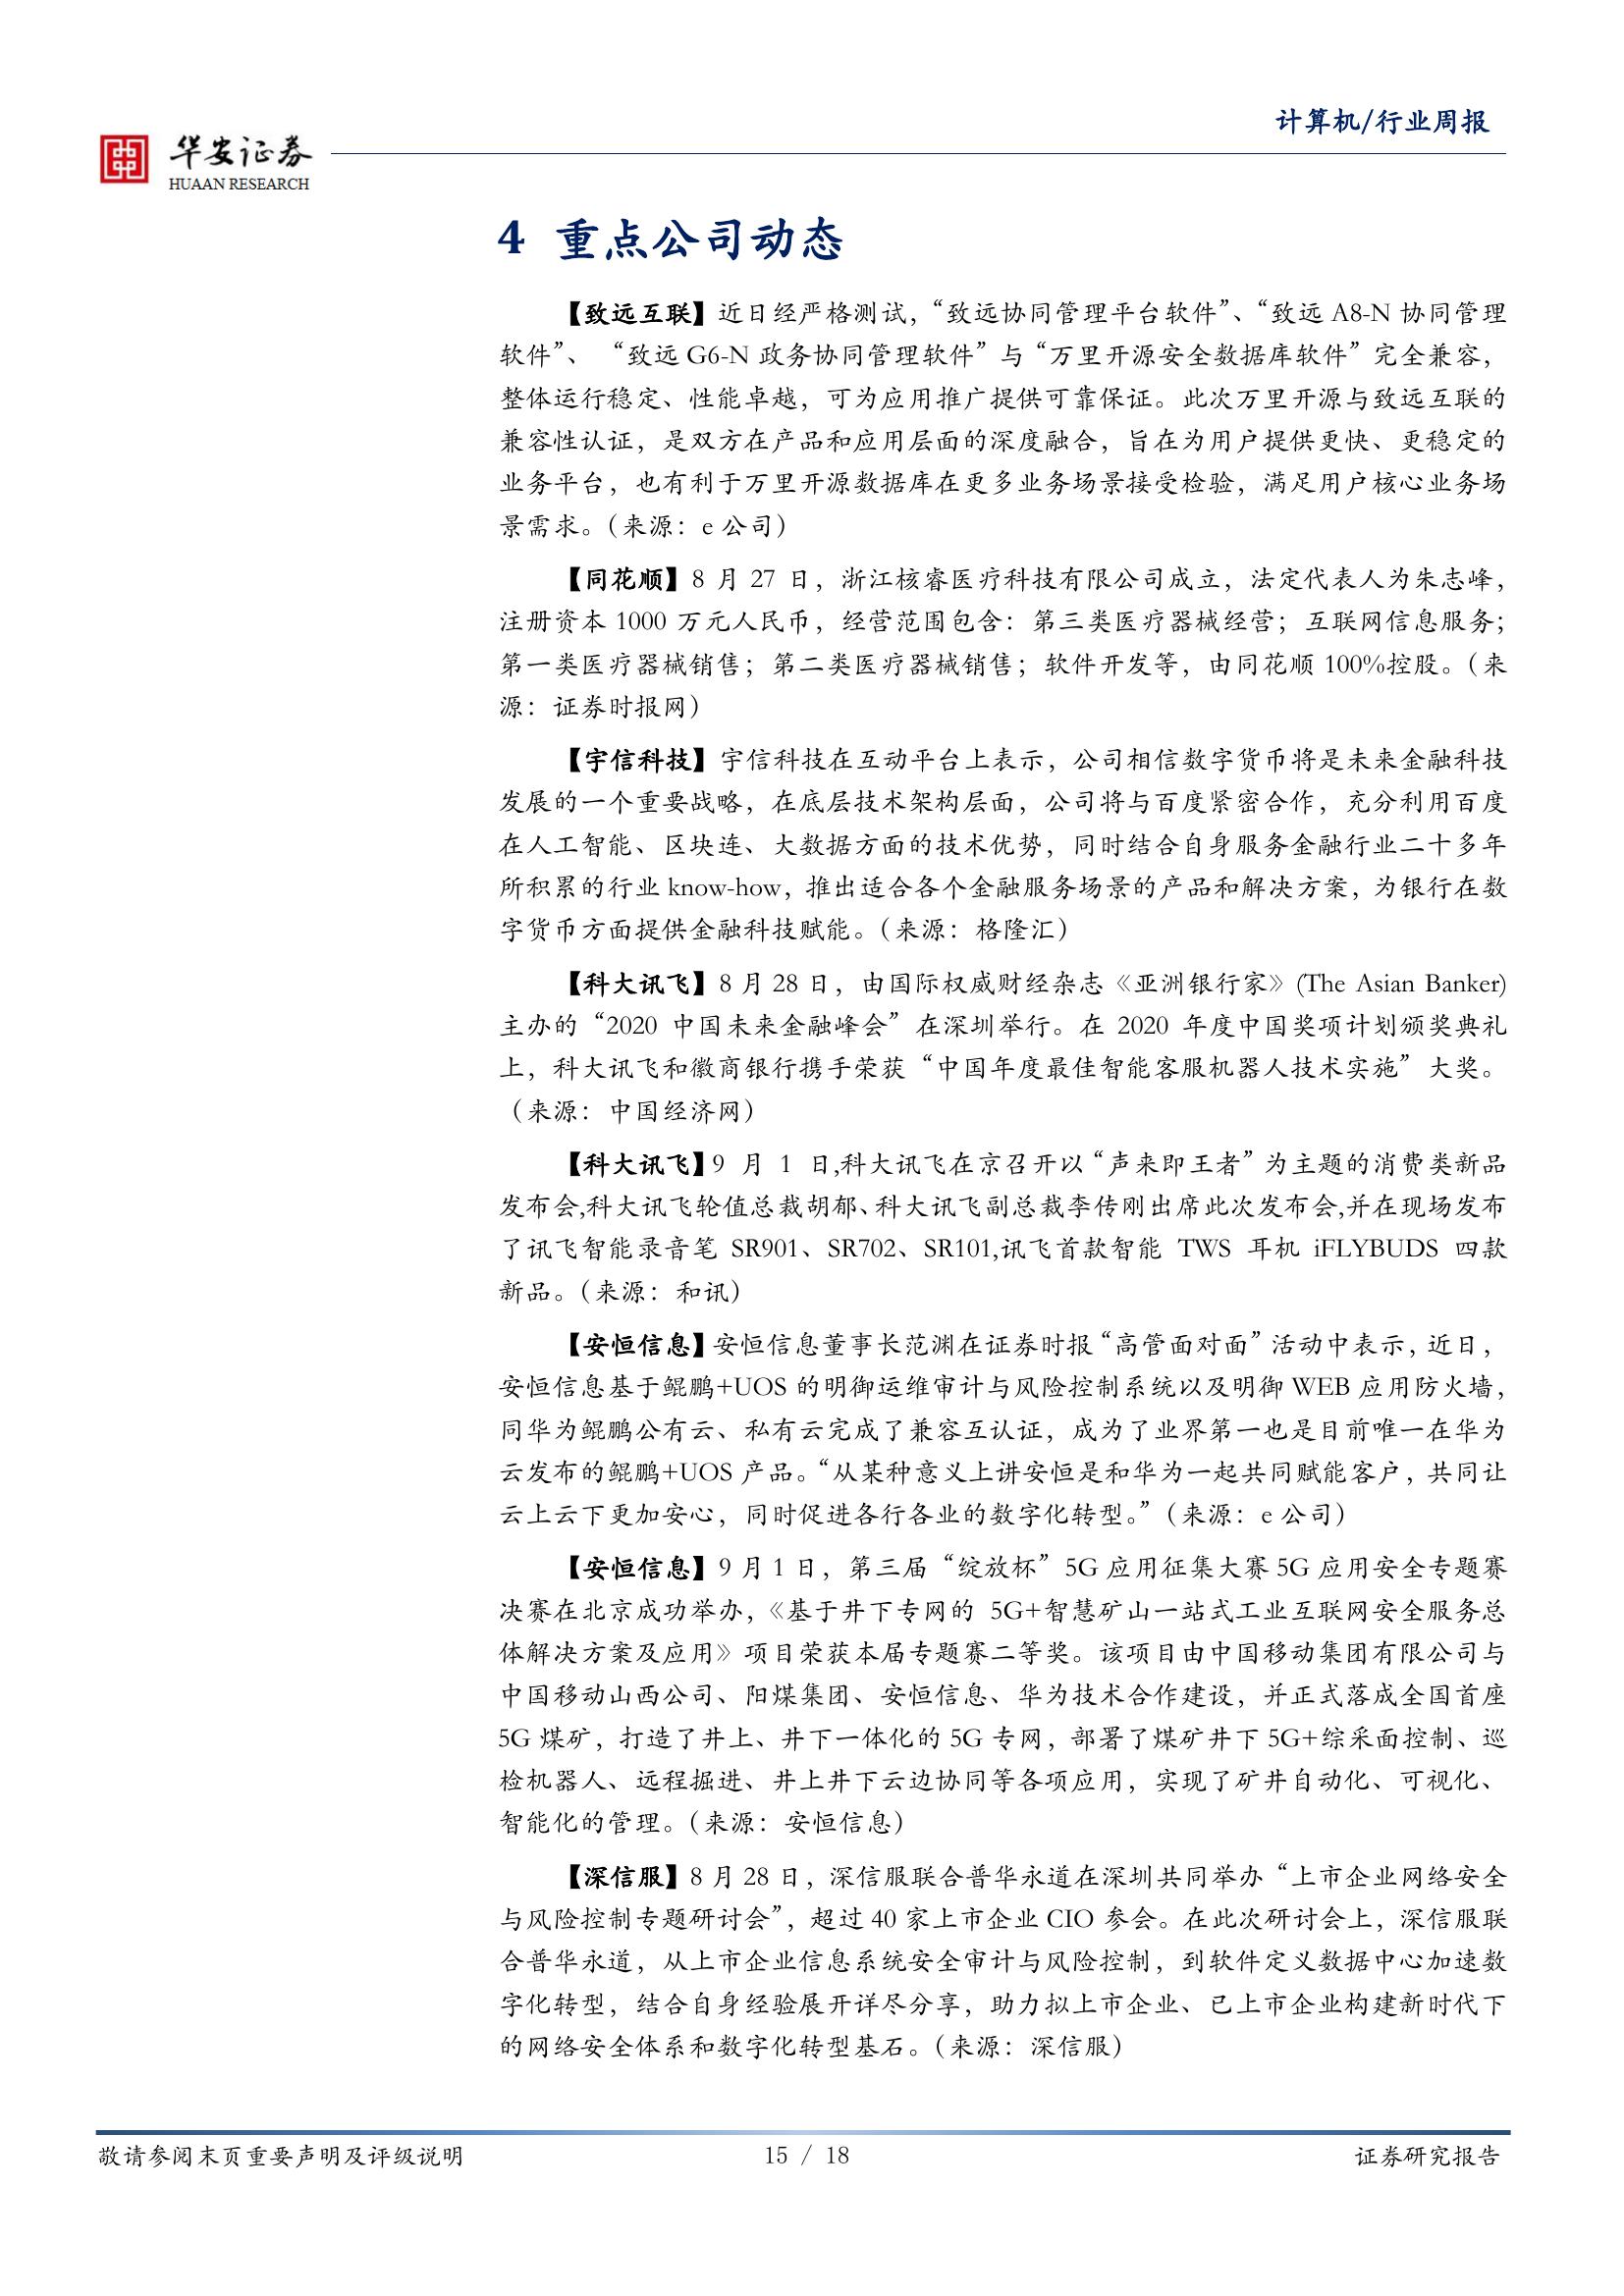 计算机/行业周报
华安证券
HUAAN RESEARCH
4 重点公司动态
【致远互联】近日经严格测试，“致远协同管理平台软件”、“致远 A8-N 协同管理
软件”、 “致远 G6-N 政务协同管理软件”与“万里开源安全数据库软件”完全兼容，
整体运行稳定、性能卓越，可为应用推广提供可靠保证。此次万里开源与致远互联的
兼容性认证，是双方在产品和应用层面的深度融合，旨在为用户提供更快、更稳定的
业务平台，也有利于万里开源数据库在更多业务场景接受检验，满足用户核心业务场
景需求。（来源：e 公司）
【同花顺】8 月 27 日，浙江核睿医疗科技有限公司成立，法定代表人为朱志峰，
注册资本 1000 万元人民币，经营范围包含：第三类医疗器械经营；互联网信息服务；
第一类医疗器械销售；第二类医疗器械销售；软件开发等，由同花顺 100%控股。（来
源：证券时报网）
【宇信科技】宇信科技在互动平台上表示，公司相信数字货币将是未来金融科技
发展的一个重要战略，在底层技术架构层面，公司将与百度紧密合作，充分利用百度
在人工智能、区块连、大数据方面的技术优势，同时结合自身服务金融行业二十多年
所积累的行业 know-how，推出适合各个金融服务场景的产品和解决方案，为银行在数
字货币方面提供金融科技赋能。（来源：格隆汇）
【科大讯飞】8 月 28 日，由国际权威财经杂志《亚洲银行家》(The Asian Banker)
主办的“2020 中国未来金融峰会”在深圳举行。在 2020 年度中国奖项计划颁奖典礼
上，科大讯飞和徽商银行携手荣获“中国年度最佳智能客服机器人技术实施”大奖。
（来源：中国经济网）
【科大讯飞】9 月 1 日,科大讯飞在京召开以“声来即王者”为主题的消费类新品
发布会,科大讯飞轮值总裁胡郁、科大讯飞副总裁李传刚出席此次发布会,并在现场发布
了讯飞智能录音笔 SR901、SR702、SR101,讯飞首款智能 TWS 耳机 iFLYBUDS 四款
新品。（来源：和讯）
【安恒信息】安恒信息董事长范渊在证券时报“高管面对面”活动中表示，近日，
安恒信息基于鲲鹏+UOS 的明御运维审计与风险控制系统以及明御 WEB 应用防火墙，
同华为鲲鹏公有云、私有云完成了兼容互认证，成为了业界第一也是目前唯一在华为
云发布的鲲鹏+UOS 产品。“从某种意义上讲安恒是和华为一起共同赋能客户，共同让
云上云下更加安心，同时促进各行各业的数字化转型。”（来源：e 公司）
【安恒信息】9 月 1 日，第三届“绽放杯”5G 应用征集大赛 5G 应用安全专题赛
决赛在北京成功举办，《基于井下专网的 5G+智慧矿山一站式工业互联网安全服务总
体解决方案及应用》项目荣获本届专题赛二等奖。该项目由中国移动集团有限公司与
中国移动山西公司、阳煤集团、安恒信息、华为技术合作建设，并正式落成全国首座
5G 煤矿，打造了井上、井下一体化的 5G 专网，部署了煤矿井下 5G+综采面控制、巡
检机器人、远程掘进、井上井下云边协同等各项应用，实现了矿井自动化、可视化、
智能化的管理。（来源：安恒信息）
【深信服】8 月 28 日，深信服联合普华永道在深圳共同举办“上市企业网络安全
与风险控制专题研讨会”，超过 40 家上市企业 CIO 参会。在此次研讨会上，深信服联
合普华永道，从上市企业信息系统安全审计与风险控制，到软件定义数据中心加速数
字化转型，结合自身经验展开详尽分享，助力拟上市企业、已上市企业构建新时代下
的网络安全体系和数字化转型基石。（来源：深信服）
敬请参阅末页重要声明及评级说明
15 / 18
证券研究报告